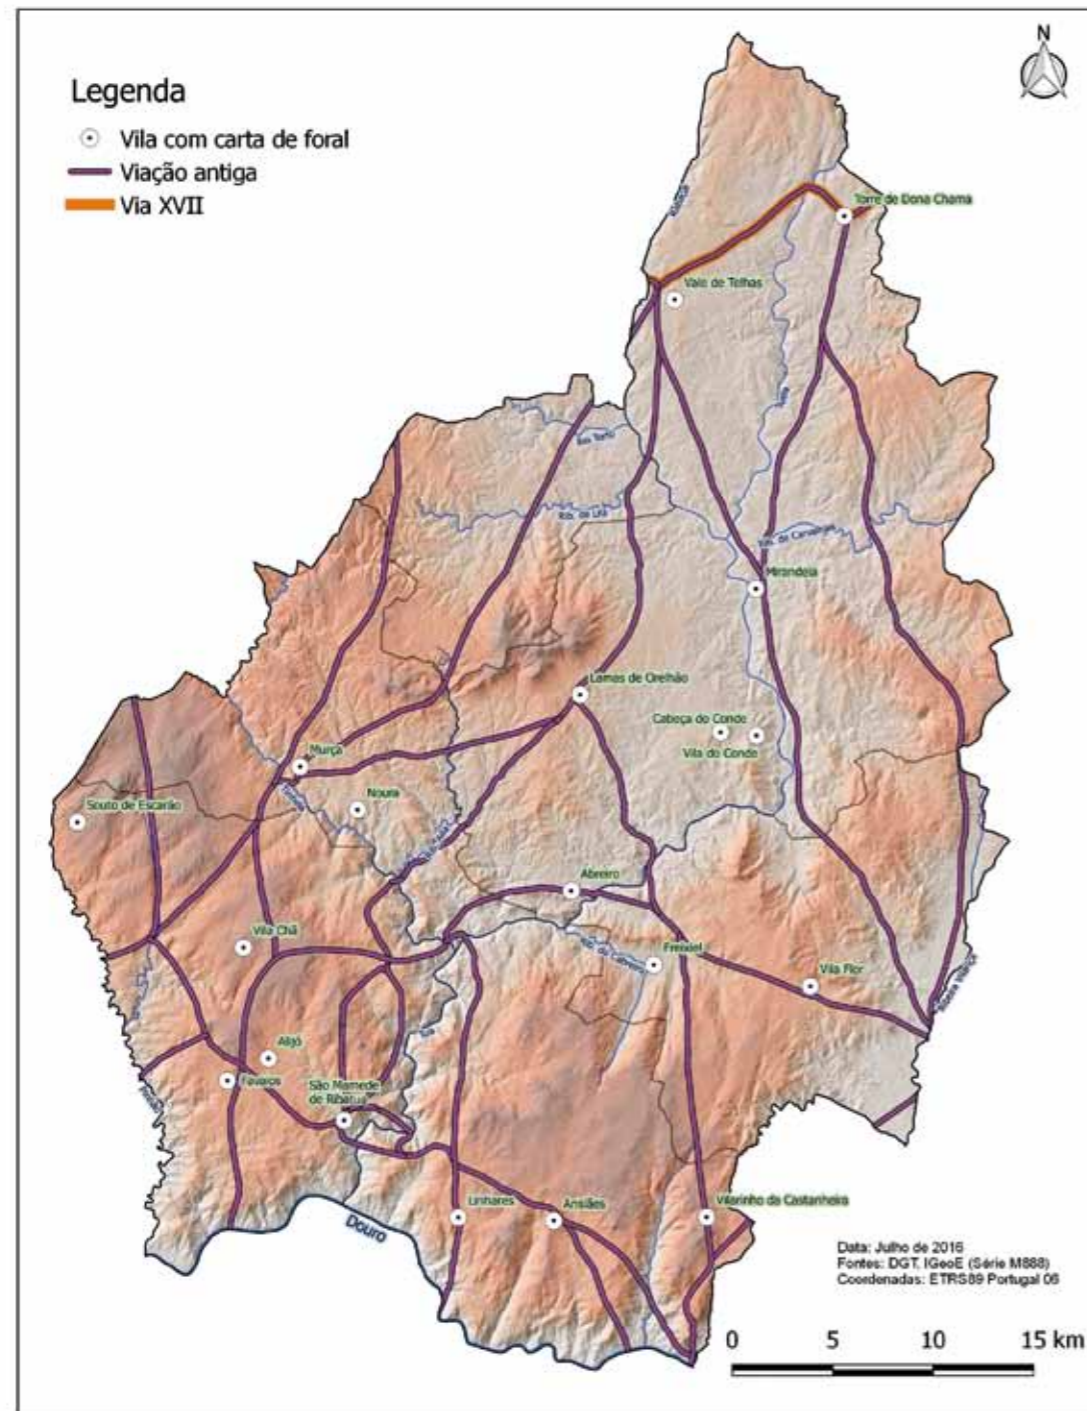 N
Legenda
Vila com carta de foral
Viação antiga
Via XVII
Torre de Dona Chama
Vale de Telhas
Rio Torto
Mirandela
Lamas de Orelhão
Cabeça do Conde
Vila do Conde
Murça
Noura
Souto de Escarão
Abreiro
Vila Chã
Freixiel
Vila Flor
Tua
Alijó
Favaios
São Mamede
de Ribatua
Linhares
Ansiães
Vilarinho da Castanheira
Douro
Data: Julho de 2016
Fontes: DGT, IGeoE (Série M888)
Coordenadas: ETRS89 Portugal 06
0 5 10 15 km